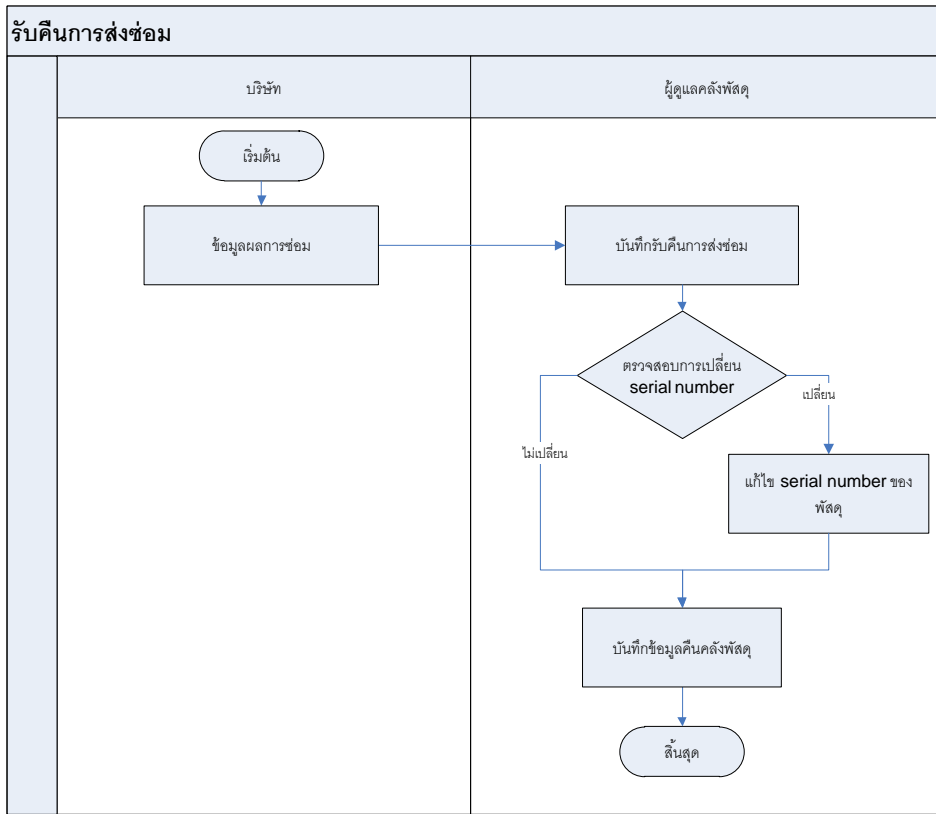 รับคืนการส่งซ่อม
บริษัท
ผู้ดูแลคลังพัสดุ
เริ่มต้น
ข้อมูลผลการซ่อม
บันทึกรับคืนการส่งซ่อม
ตรวจสอบการเปลี่ยน
serial number
เปลี่ยน
ไม่เปลี่ยน
แก้ไข serial number ของ
พัสดุ
บันทึกข้อมูลคืนคลังพัสดุ
สิ้นสุด